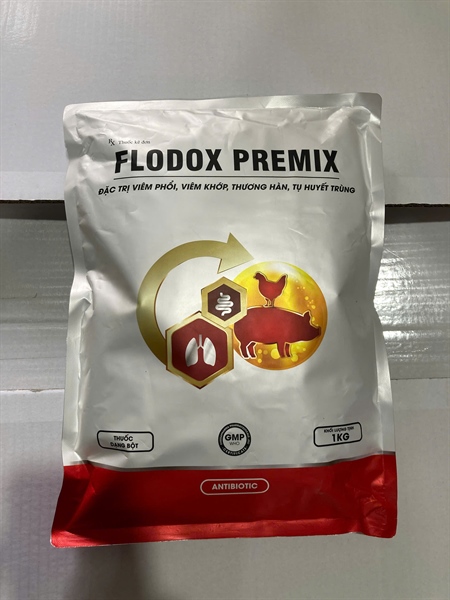 Rx Thuốc kê đơn
FLODOX PREMIX
ĐẶC TRỊ VIÊM PHỔI, VIÊM KHỚP, THƯƠNG HÀN, TỤ HUYẾT TRÙNG
THUỐC
DẠNG BỘT
GMP
WHO
KHỐI LƯỢNG TỊNH
1KG
ANTIBIOTIC